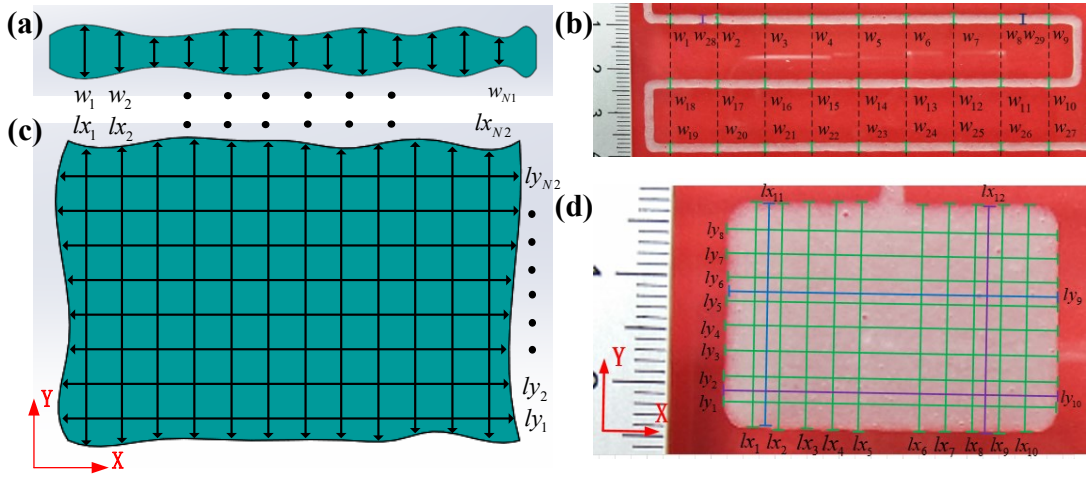 (a)
w1 w2 wN1
(c)
lx1 lx2 lxN2
lyN2
ly2
ly1
Y
X
(b)
1
2
3
w1 w28 w2 w3 w4 w5 w6 w7 w8 w29 w9
w18 w17 w16 w15 w14 w13 w12 w11 w10
w19 w20 w21 w22 w23 w24 w25 w26 w27
(d)
lx11 lx12
ly8
ly7
ly6
ly5 ly9
ly4
ly3
ly2
ly1 ly10
Y
X
lx1 lx2 lx3 lx4 lx5 lx6 lx7 lx8 lx9 lx10